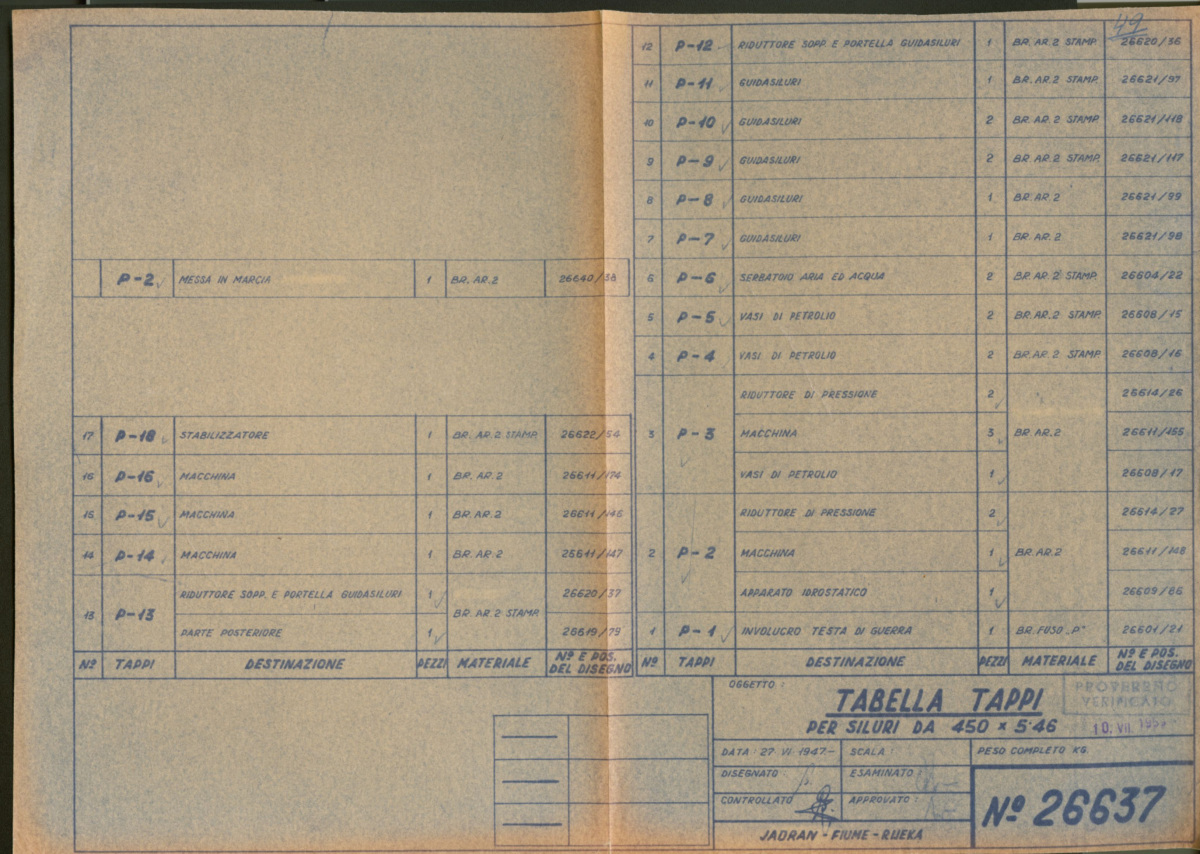 49
12 P-12 RIDUTTORE SOPP. E PORTELLA GUIDASILURI 1 BR. AR. 2 STAMP. 26620/36
11 P-11 GUIDASILURI 1 BR. AR. 2 STAMP. 26621/97
10 P-10 GUIDASILURI 2 BR. AR. 2 STAMP. 26621/118
9 P-9 GUIDASILURI 2 BR. AR. 2 STAMP. 26621/117
8 P-8 GUIDASILURI 1 BR. AR. 2 26621/99
7 P-7 GUIDASILURI 1 BR. AR. 2 26621/98
6 P-6 SERBATOIO ARIA ED ACQUA 2 BR. AR. 2 STAMP. 26604/22
5 P-5 VASI DI PETROLIO 2 BR. AR. 2 STAMP. 26608/15
4 P-4 VASI DI PETROLIO 2 BR. AR. 2 STAMP. 26608/16
RIDUTTORE DI PRESSIONE 2 26614/26
3 P-3 MACCHINA 3 BR. AR. 2 26611/155
VASI DI PETROLIO 1 26608/17
RIDUTTORE DI PRESSIONE 2 26614/27
2 P-2 MACCHINA 1 BR. AR. 2 26611/148
APPARATO IDROSTATICO 1 26609/86
1 P-1 INVOLUCRO TESTA DI GUERRA 1 BR. FUSO „P" 26601/21
Nº TAPPI DESTINAZIONE PEZZI MATERIALE Nº E POS. DEL DISEGNO
P-2 MESSA IN MARCIA 1 BR. AR. 2 26640/38
17 P-18 STABILIZZATORE 1 BR. AR. 2 STAMP. 26622/54
16 P-16 MACCHINA 1 BR. AR. 2 26611/174
15 P-15 MACCHINA 1 BR. AR. 2 26611/146
14 P-14 MACCHINA 1 BR. AR. 2 26611/147
RIDUTTORE SOPP. E PORTELLA GUIDASILURI 1 26620/37
13 P-13 BR. AR. 2 STAMP.
PARTE POSTERIORE 1 26619/79
Nº TAPPI DESTINAZIONE PEZZI MATERIALE Nº E POS. DEL DISEGNO
OGGETTO:
TABELLA TAPPI
PER SILURI DA 450 × 5·46
PROVERENO
VERIFICATO
10. VII.
DATA: 27 VI. 1947.- SCALA: PESO COMPLETO KG.
DISEGNATO ESAMINATO
CONTROLLATO APPROVATO:
Nº 26637
JADRAN - FIUME - RIJEKA